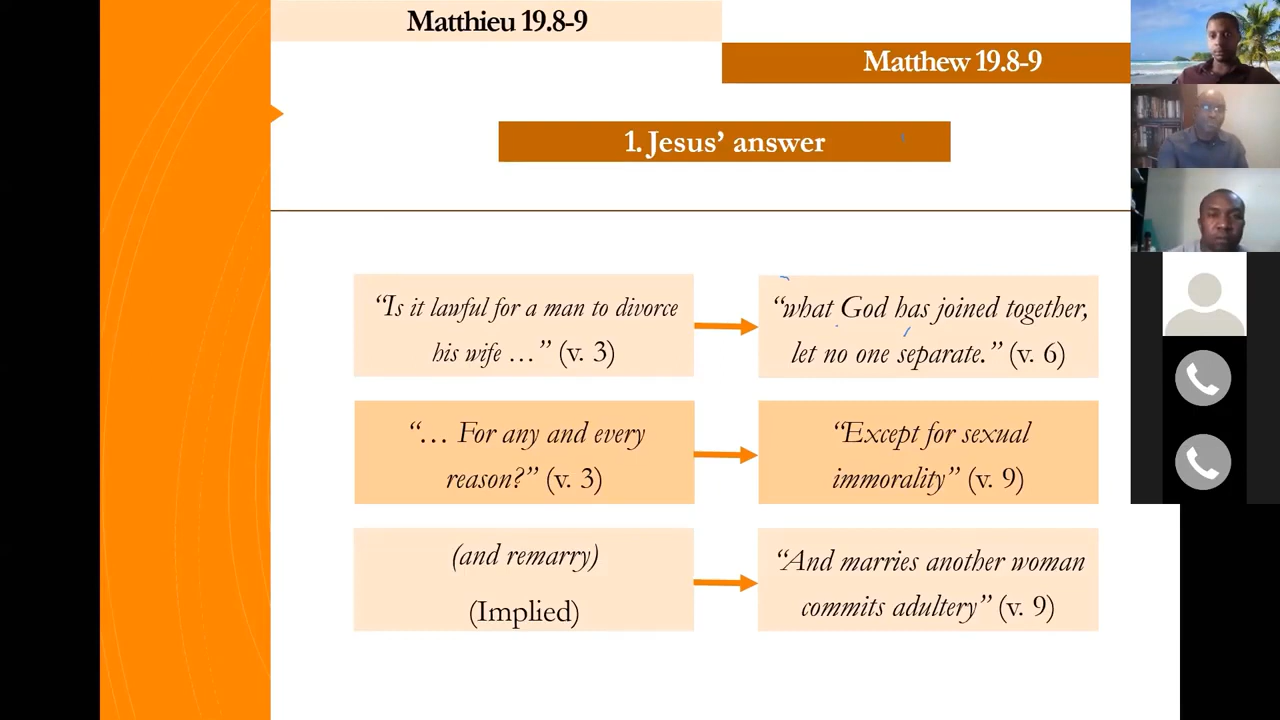 Matthieu 19.8-9
Matthew 19.8-9
1. Jesus’ answer
“Is it lawful for a man to divorce
his wife …” (v. 3)
“what God has joined together,
let no one separate.” (v. 6)
“… For any and every
reason?” (v. 3)
“Except for sexual
immorality” (v. 9)
(and remarry)
(Implied)
“And marries another woman
commits adultery” (v. 9)